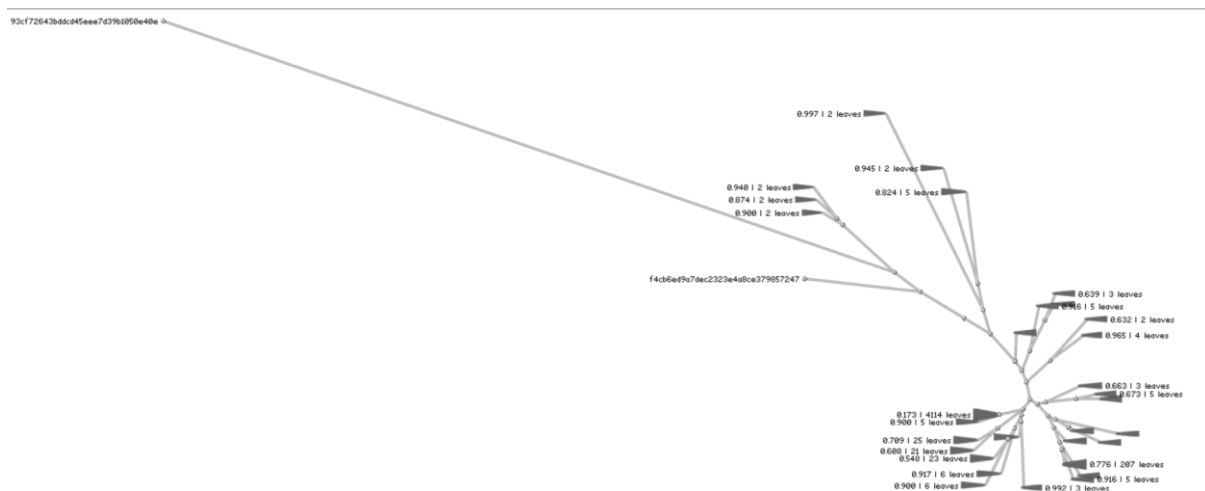 93cf72643bddcd45eee7d39b1050e40e
0.997 | 2 leaves
0.945 | 2 leaves
0.940 | 2 leaves
0.824 | 5 leaves
0.874 | 2 leaves
0.900 | 2 leaves
f4cb6ed9a7dec2323e4a8ce379857247
0.639 | 3 leaves
0.916 | 5 leaves
0.632 | 2 leaves
0.965 | 4 leaves
0.663 | 3 leaves
0.673 | 5 leaves
0.173 | 4114 leaves
0.900 | 5 leaves
0.709 | 25 leaves
0.608 | 21 leaves
0.548 | 23 leaves
0.776 | 207 leaves
0.917 | 6 leaves
0.916 | 5 leaves
0.900 | 6 leaves
0.992 | 3 leaves